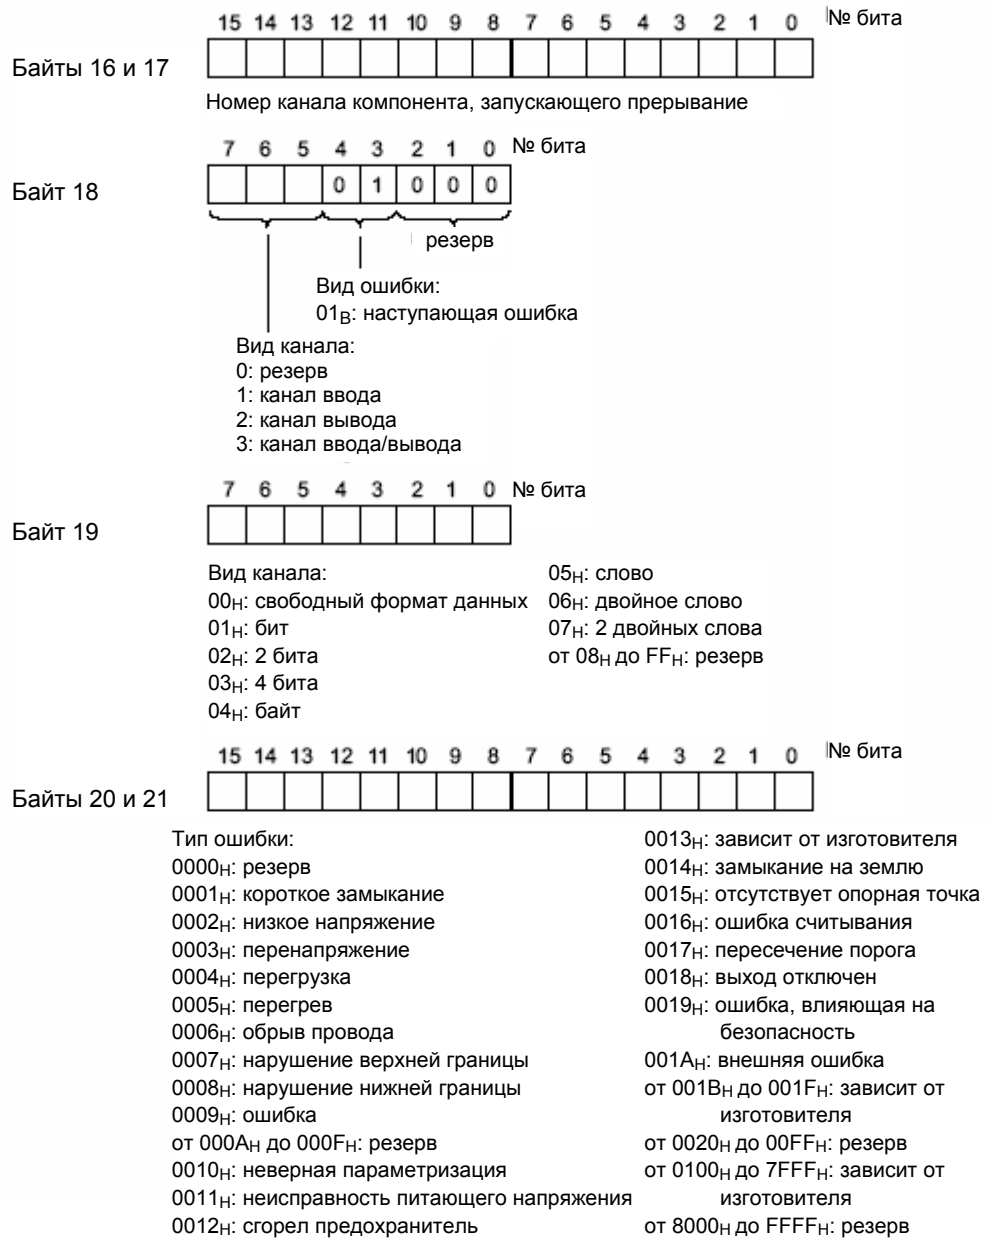 15 14 13 12 11 10 9 8 7 6 5 4 3 2 1 0 № бита
Байты 16 и 17
Номер канала компонента, запускающего прерывание
7 6 5 4 3 2 1 0 № бита
Байт 18
0 1 0 0 0
резерв
Вид ошибки:
01B: наступающая ошибка
Вид канала:
0: резерв
1: канал ввода
2: канал вывода
3: канал ввода/вывода
7 6 5 4 3 2 1 0 № бита
Байт 19
Вид канала:
00H: свободный формат данных
01H: бит
02H: 2 бита
03H: 4 бита
04H: байт
05H: слово
06H: двойное слово
07H: 2 двойных слова
от 08H до FFH: резерв
15 14 13 12 11 10 9 8 7 6 5 4 3 2 1 0 № бита
Байты 20 и 21
Тип ошибки:
0000H: резерв
0001H: короткое замыкание
0002H: низкое напряжение
0003H: перенапряжение
0004H: перегрузка
0005H: перегрев
0006H: обрыв провода
0007H: нарушение верхней границы
0008H: нарушение нижней границы
0009H: ошибка
от 000AH до 000FH: резерв
0010H: неверная параметризация
0011H: неисправность питающего напряжения
0012H: сгорел предохранитель
0013H: зависит от изготовителя
0014H: замыкание на землю
0015H: отсутствует опорная точка
0016H: ошибка считывания
0017H: пересечение порога
0018H: выход отключен
0019H: ошибка, влияющая на
безопасность
001AH: внешняя ошибка
от 001BH до 001FH: зависит от
изготовителя
от 0020H до 00FFH: резерв
от 0100H до 7FFFH: зависит от
изготовителя
от 8000H до FFFFH: резерв